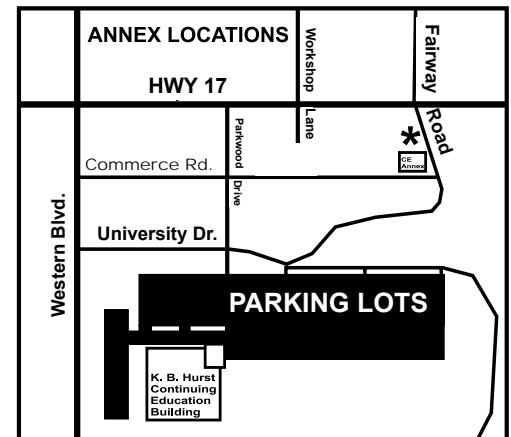 ANNEX LOCATIONS
HWY 17
Workshop Lane
Fairway Road
*
CE
Annex
Parkwood Drive
Commerce Rd.
University Dr.
Western Blvd.
PARKING LOTS
K. B. Hurst
Continuing
Education
Building